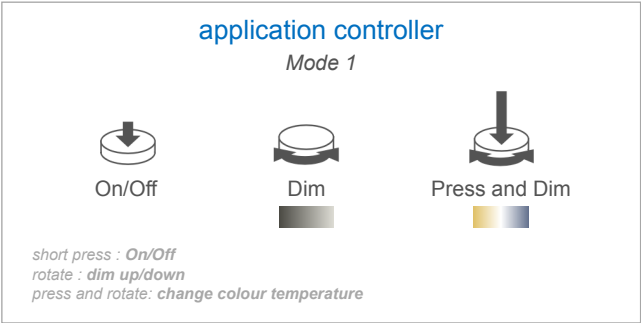 application controller
Mode 1
On/Off
Dim
Press and Dim
short press : On/Off
rotate : dim up/down
press and rotate: change colour temperature